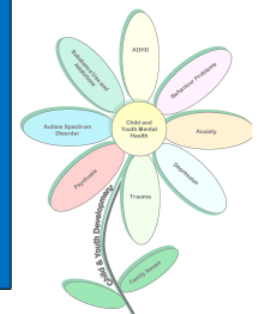 ADHD
Substance Use and
Addictions
Behaviour Problems
Autism Spectrum
Disorder
Child and
Youth Mental
Health
Anxiety
Psychosis
Depression
Trauma
Child & Youth Development
Family Issues